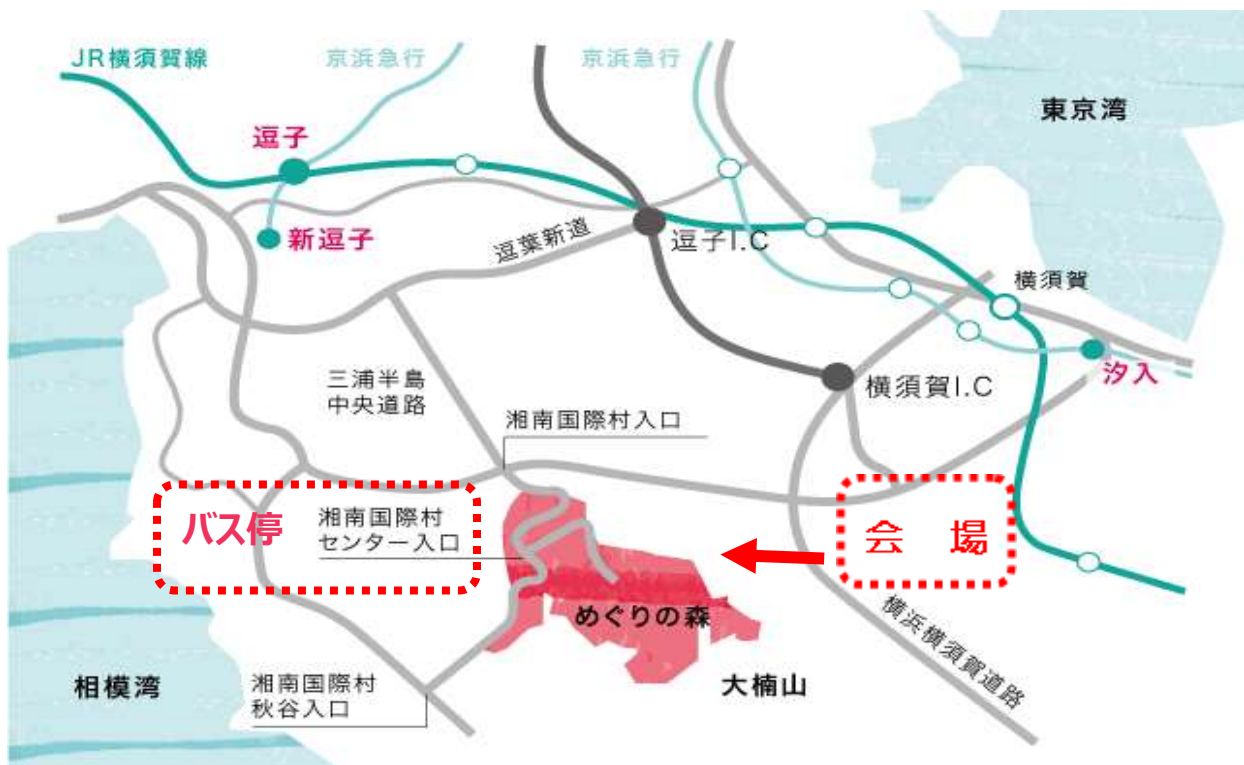 JR横須賀線
京浜急行
京浜急行
東京湾
逗子
新逗子
逗葉新道
逗子I.C
横須賀
汐入
三浦半島
中央道路
横須賀I.C
湘南国際村入口
バス停
湘南国際村
センター入口
会 場
めぐりの森
横浜横須賀道路
相模湾
湘南国際村
秋谷入口
大楠山